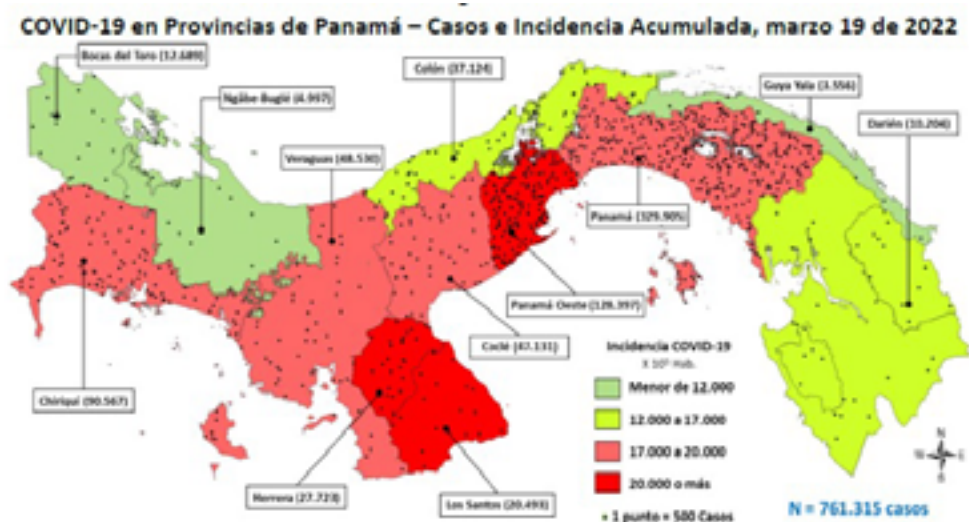 COVID-19 en Provincias de Panamá – Casos e Incidencia Acumulada, marzo 19 de 2022
Bocas del Toro (12.689)
Colón (37.124)
Guya Yala (3.556)
Ngäbe Buglé (4.997)
Darién (10.204)
Veraguas (48.530)
Panamá (329.905)
Panamá Oeste (128.397)
Coclé (47.131)
Incidencia COVID-19
X 10⁵ Hab.
Chiriquí (90.567)
Menor de 12.000
12.000 a 17.000
17.000 a 20.000
N
W E
S
Herrera (27.723)
Los Santos (20.493)
20.000 o más
• 1 punto = 500 Casos
N = 761.315 casos